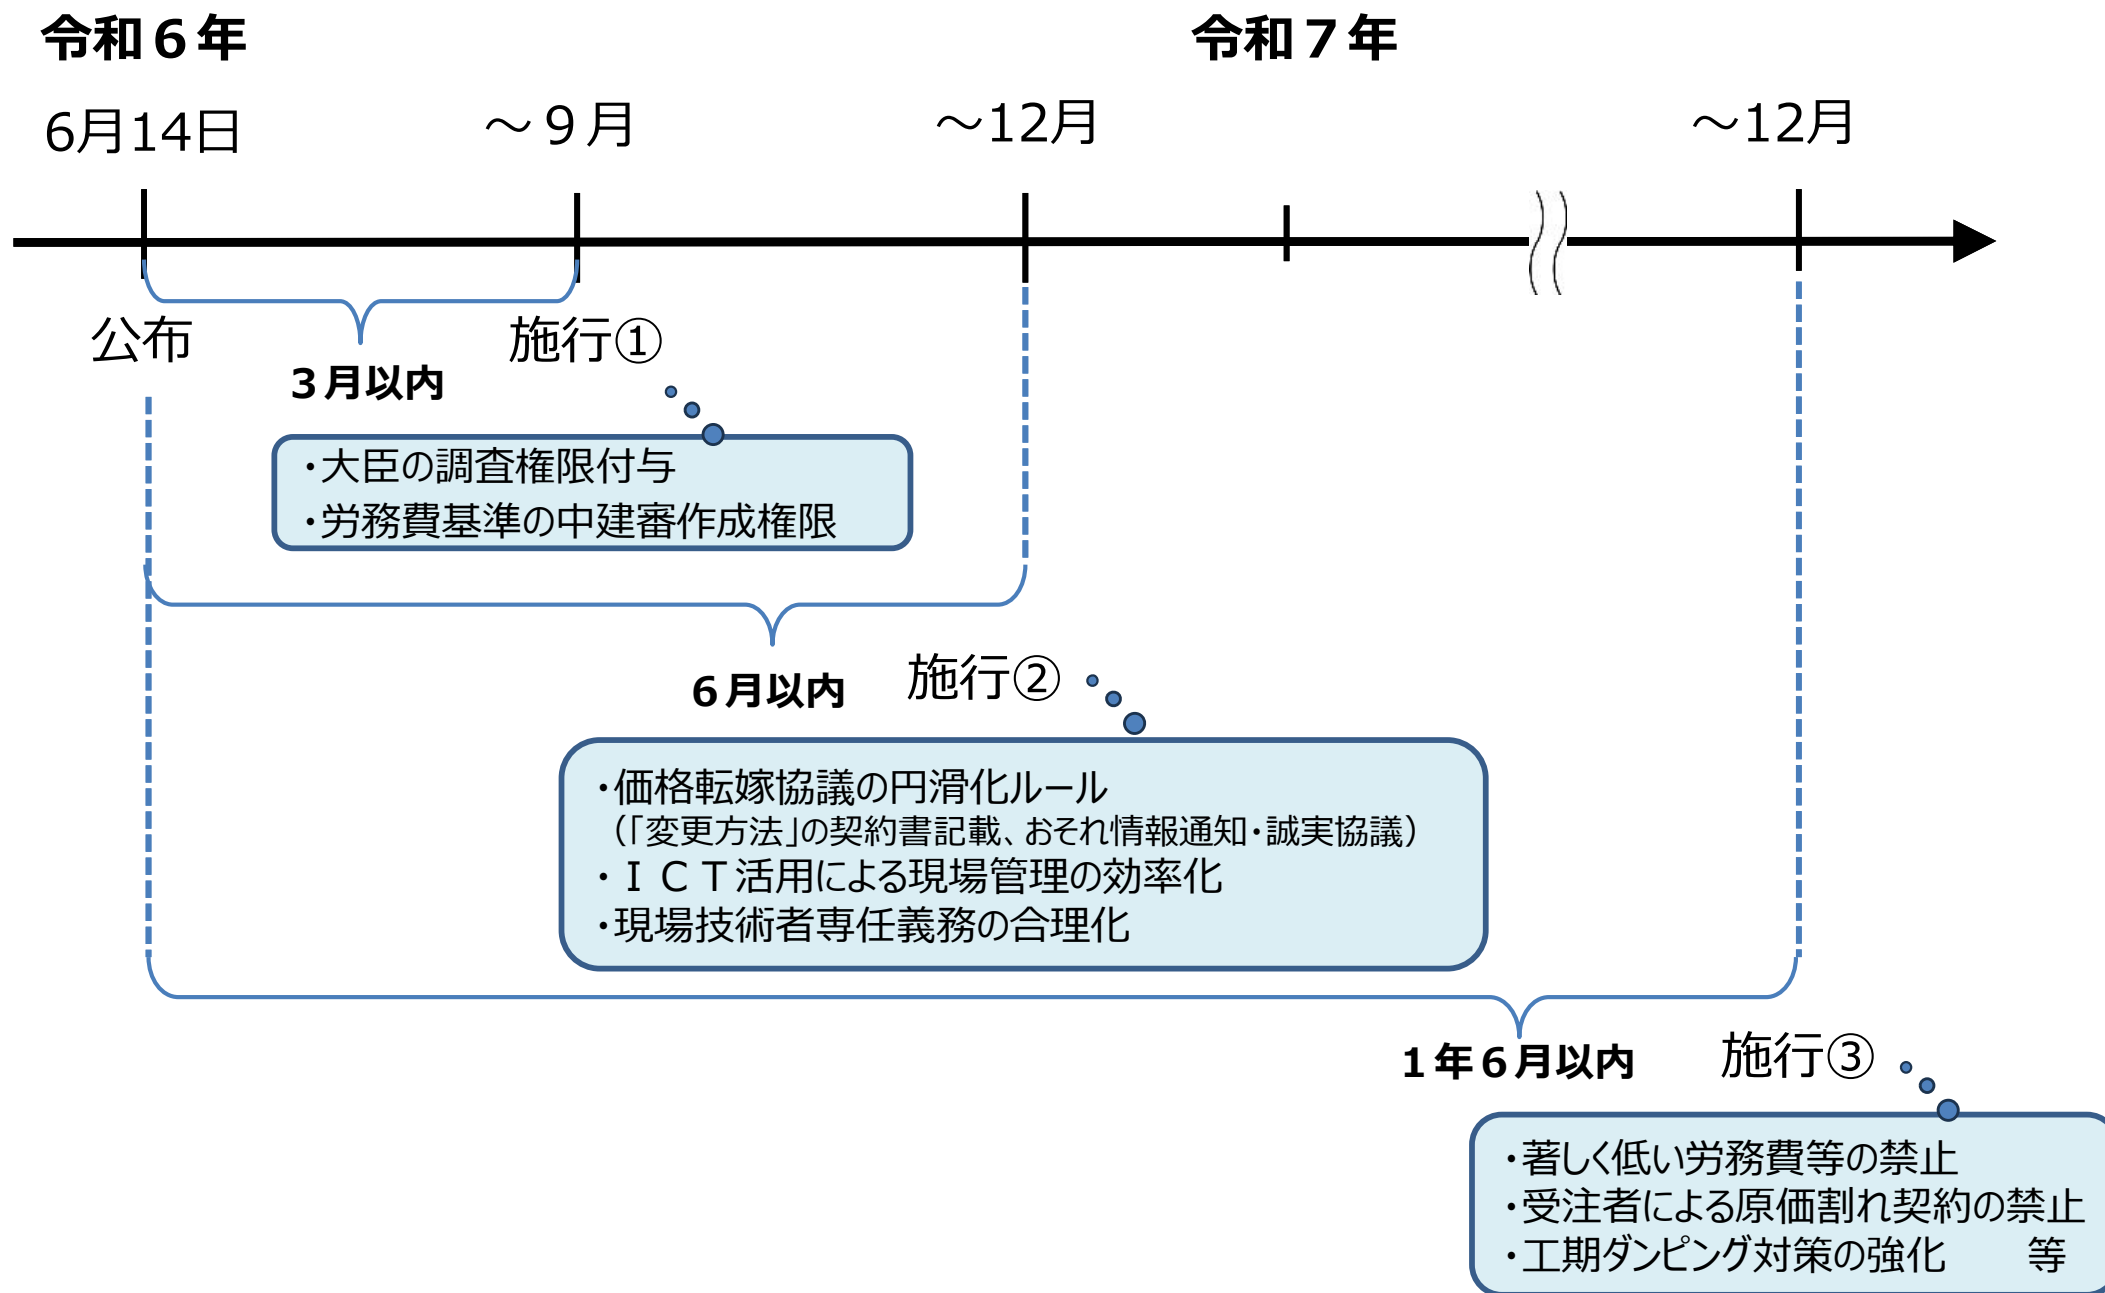 令和６年
令和７年
6月14日
～９月
～12月
～12月
公布
施行①
３月以内
・大臣の調査権限付与
・労務費基準の中建審作成権限
６月以内
施行②
・価格転嫁協議の円滑化ルール
（「変更方法」の契約書記載、おそれ情報通知・誠実協議）
・ＩＣＴ活用による現場管理の効率化
・現場技術者専任義務の合理化
１年６月以内
施行③
・著しく低い労務費等の禁止
・受注者による原価割れ契約の禁止
・工期ダンピング対策の強化　　等